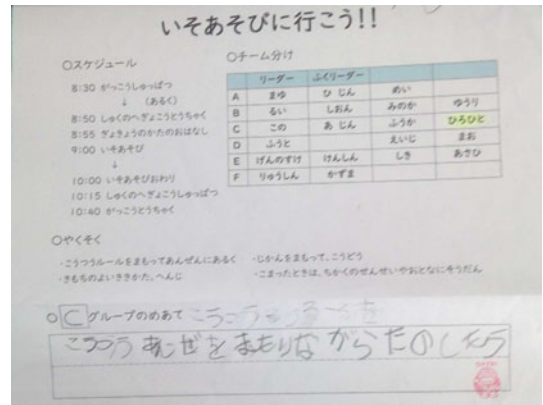 いそあそびに行こう!!
○スケジュール
8:30 がっこうしゅっぱつ
↓ (あるく)
8:50 しゅくのへぎょこうとうちゃく
8:55 ぎょきょうのかたのおはなし
9:00 いそあそび
↓
10:00 いそあそびおわり
10:15 しゅくのへぎょこうしゅっぱつ
10:40 がっこうとうちゃく
○チーム分け
リーダー ふくリーダー
A まゆ ひ じん めい
B るい しおん みのか ゆうり
C この あ じん ふうか ひろひと
D ふうと えいじ まお
E げんのすけ けんしん しき あさひ
F りゅうしん かずま
○やくそく
・こうつうルールをまもってあんぜんにあるく ・じかんをまもって、こうどう
・きもちのよいききかた、へんじ ・こまったときは、ちかくのせんせいやおとなにそうだん
○ C グループのめあて
こうつう あんぜをまもりながらたのしたう